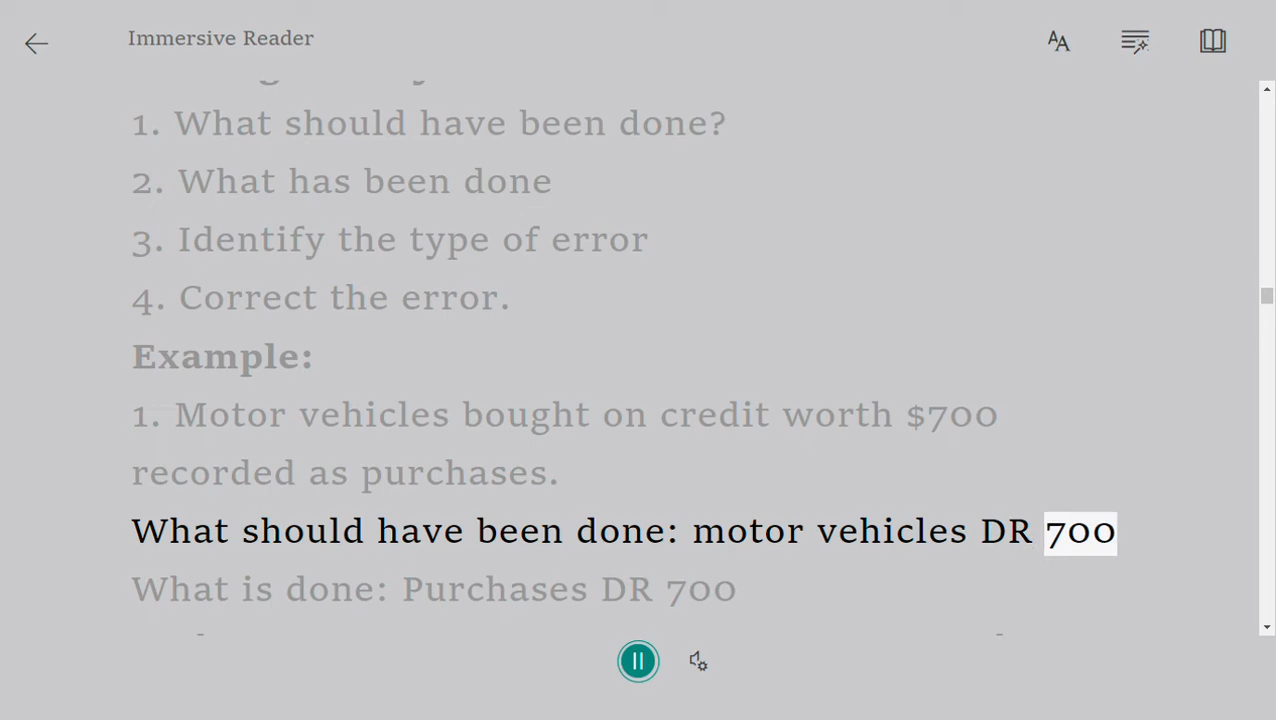 Immersive Reader
1. What should have been done?
2. What has been done
3. Identify the type of error
4. Correct the error.
Example:
1. Motor vehicles bought on credit worth $700
recorded as purchases.
What should have been done: motor vehicles DR 700
What is done: Purchases DR 700